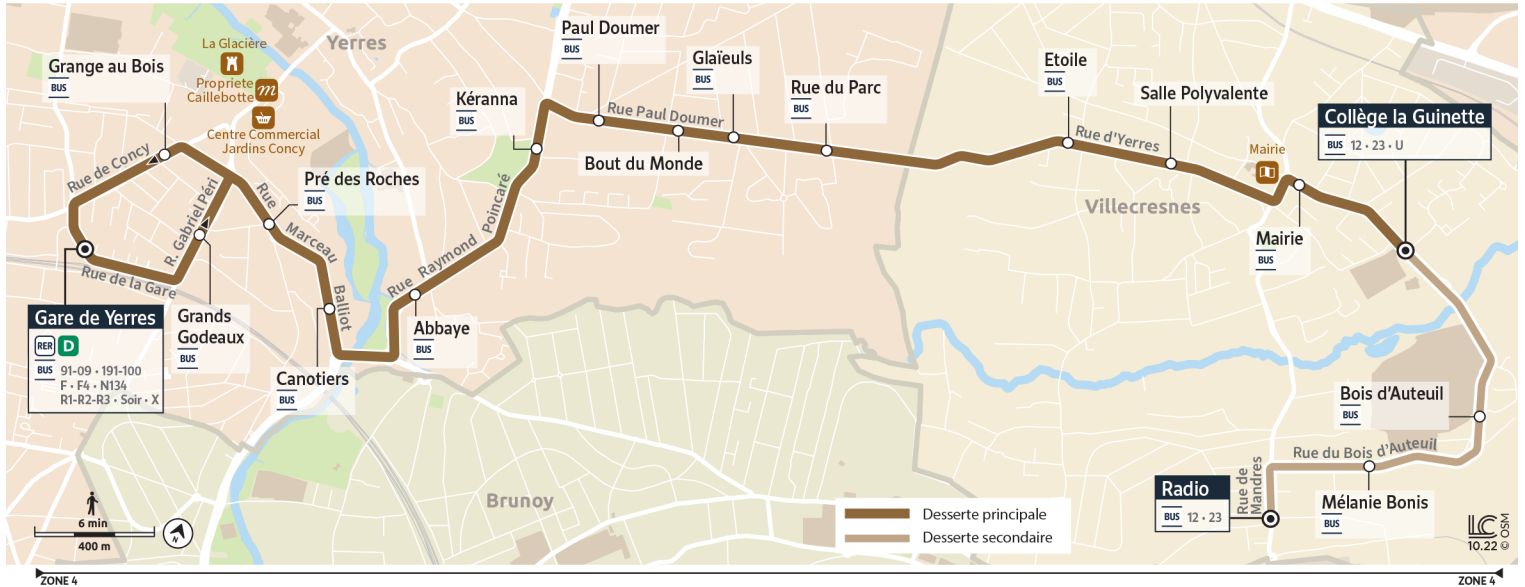 Yerres
La Glacière
Propriete
Caillebotte
m
Centre Commercial
Jardins Concy
Grange au Bois
BUS
Rue de Concy
R. Gabriel Péri
Rue de la Gare
Gare de Yerres
RER D
BUS 91-09 • 191-100
F • F4 • N134
R1-R2-R3 • Soir • X
Grands
Godeaux
BUS
Rue
Marceau
Balliot
Pré des Roches
BUS
Canotiers
BUS
Abbaye
BUS
Rue Raymond Poincaré
Kéranna
BUS
Paul Doumer
BUS
Rue Paul Doumer
Bout du Monde
Glaïeuls
BUS
Rue du Parc
BUS
Etoile
BUS
Rue d'Yerres
Salle Polyvalente
Villecresnes
Mairie
Mairie
BUS
Collège la Guinette
BUS 12 • 23 • U
Bois d'Auteuil
BUS
Rue du Bois d'Auteuil
Mélanie Bonis
BUS
Rue de
Mandres
Radio
BUS 12 • 23
Brunoy
Desserte principale
Desserte secondaire
6 min
400 m
N
LC
10.22 © OSM
ZONE 4
ZONE 4